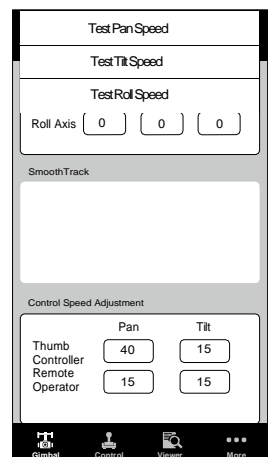 Test Pan Speed
Test Tilt Speed
Test Roll Speed
Roll Axis 0 0 0
SmoothTrack
Control Speed Adjustment
Pan Tilt
Thumb
Controller 40 15
Remote
Operator 15 15
Gimbal Control Viewer More